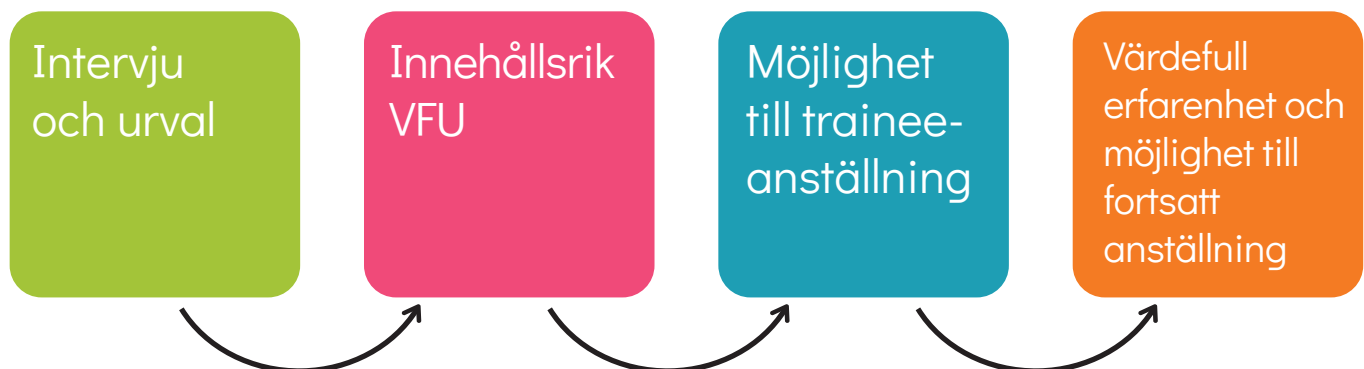 Intervju
och urval
Innehållsrik
VFU
Möjlighet
till trainee-
anställning
Värdefull
erfarenhet och
möjlighet till
fortsatt
anställning